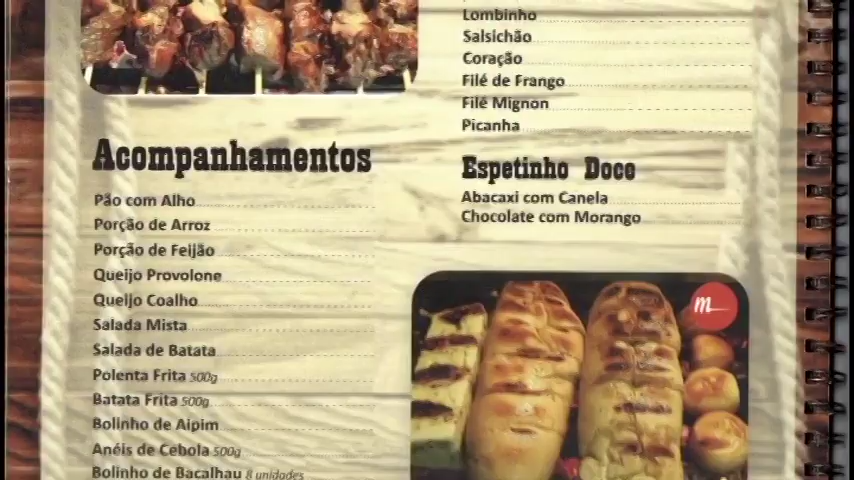 Acompanhamentos
Pão com Alho
Porção de Arroz
Porção de Feijão
Queijo Provolone
Queijo Coalho
Salada Mista
Salada de Batata
Polenta Frita 500g
Batata Frita 500g
Bolinho de Aipim
Anéis de Cebola 500g
Bolinho de Bacalhau 8 unidades
Lombinho
Salsichão
Coração
Filé de Frango
Filé Mignon
Picanha
Espetinho Doce
Abacaxi com Canela
Chocolate com Morango
m